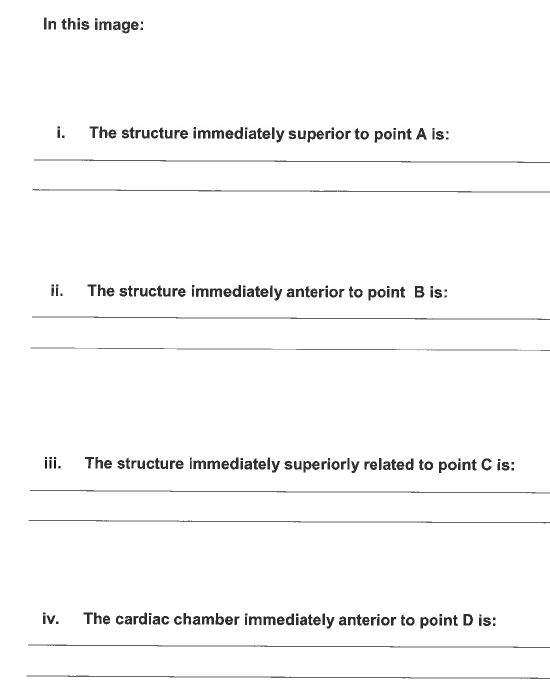 In this image:
i. The structure immediately superior to point A is:
ii. The structure immediately anterior to point B is:
iii. The structure immediately superiorly related to point C is:
iv. The cardiac chamber immediately anterior to point D is: